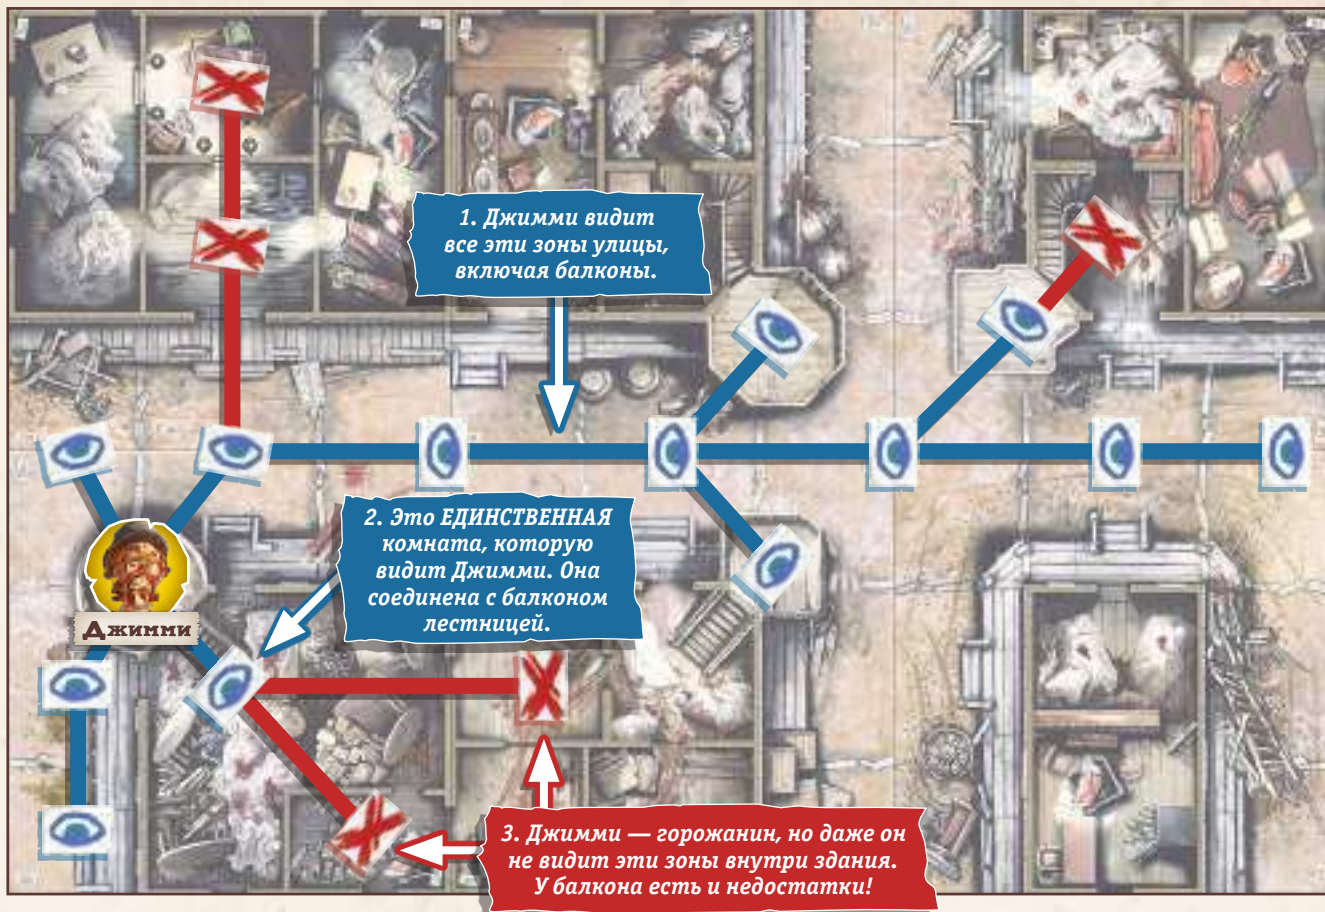 1. Джимми видит
все эти зоны улицы,
включая балконы.
2. Это ЕДИНСТВЕННАЯ
комната, которую
видит Джимми. Она
соединена с балконом
лестницей.
Джимми
3. Джимми — горожанин, но даже он
не видит эти зоны внутри здания.
У балкона есть и недостатки!